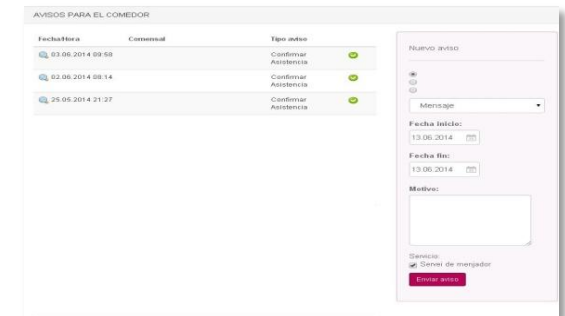 AVISOS PARA EL COMEDOR
Fecha/Hora Comensal Tipo aviso
03.06.2014 09:58 Confirmar
Asistencia
02.06.2014 08:14 Confirmar
Asistencia
25.05.2014 21:27 Confirmar
Asistencia
Nuevo aviso
Mensaje
Fecha inicio:
13.06.2014
Fecha fin:
13.06.2014
Motivo:
Servicio:
Servei de menjador
Enviar aviso